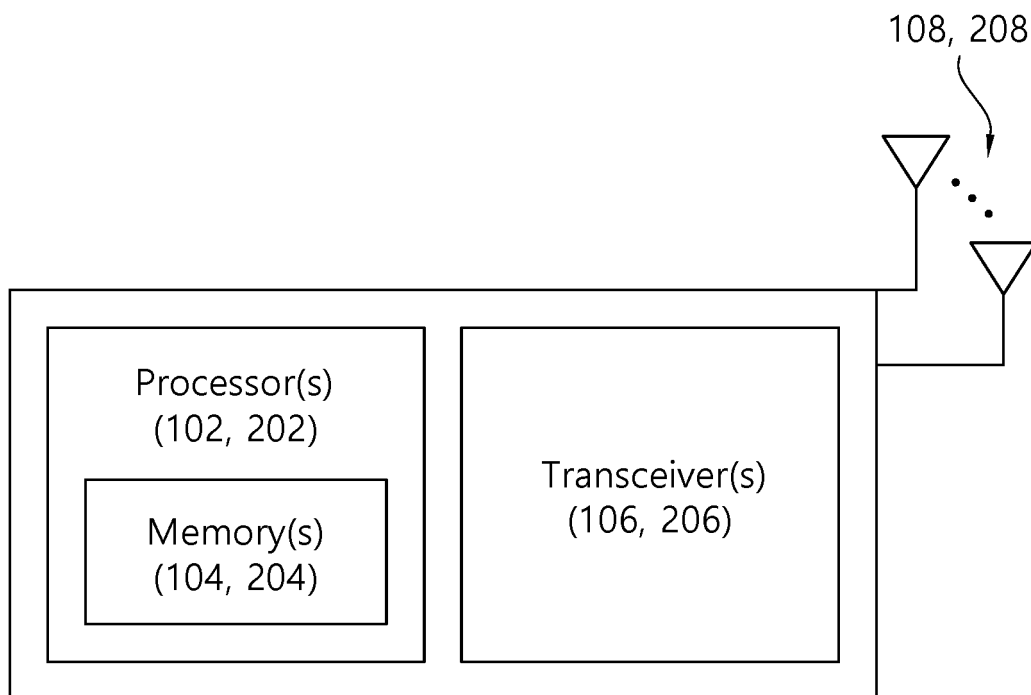 108, 208
Processor(s)
(102, 202)
Memory(s)
(104, 204)
Transceiver(s)
(106, 206)